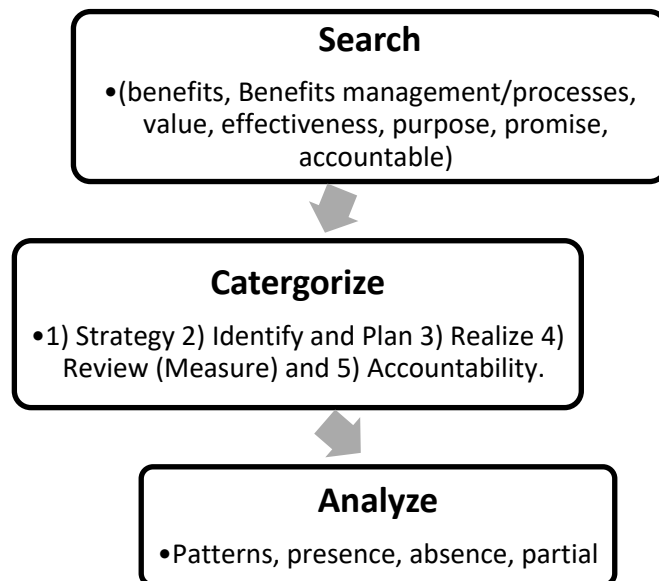 Search
•(benefits, Benefits management/processes,
value, effectiveness, purpose, promise,
accountable)
Catergorize
•1) Strategy 2) Identify and Plan 3) Realize 4)
Review (Measure) and 5) Accountability.
Analyze
•Patterns, presence, absence, partial